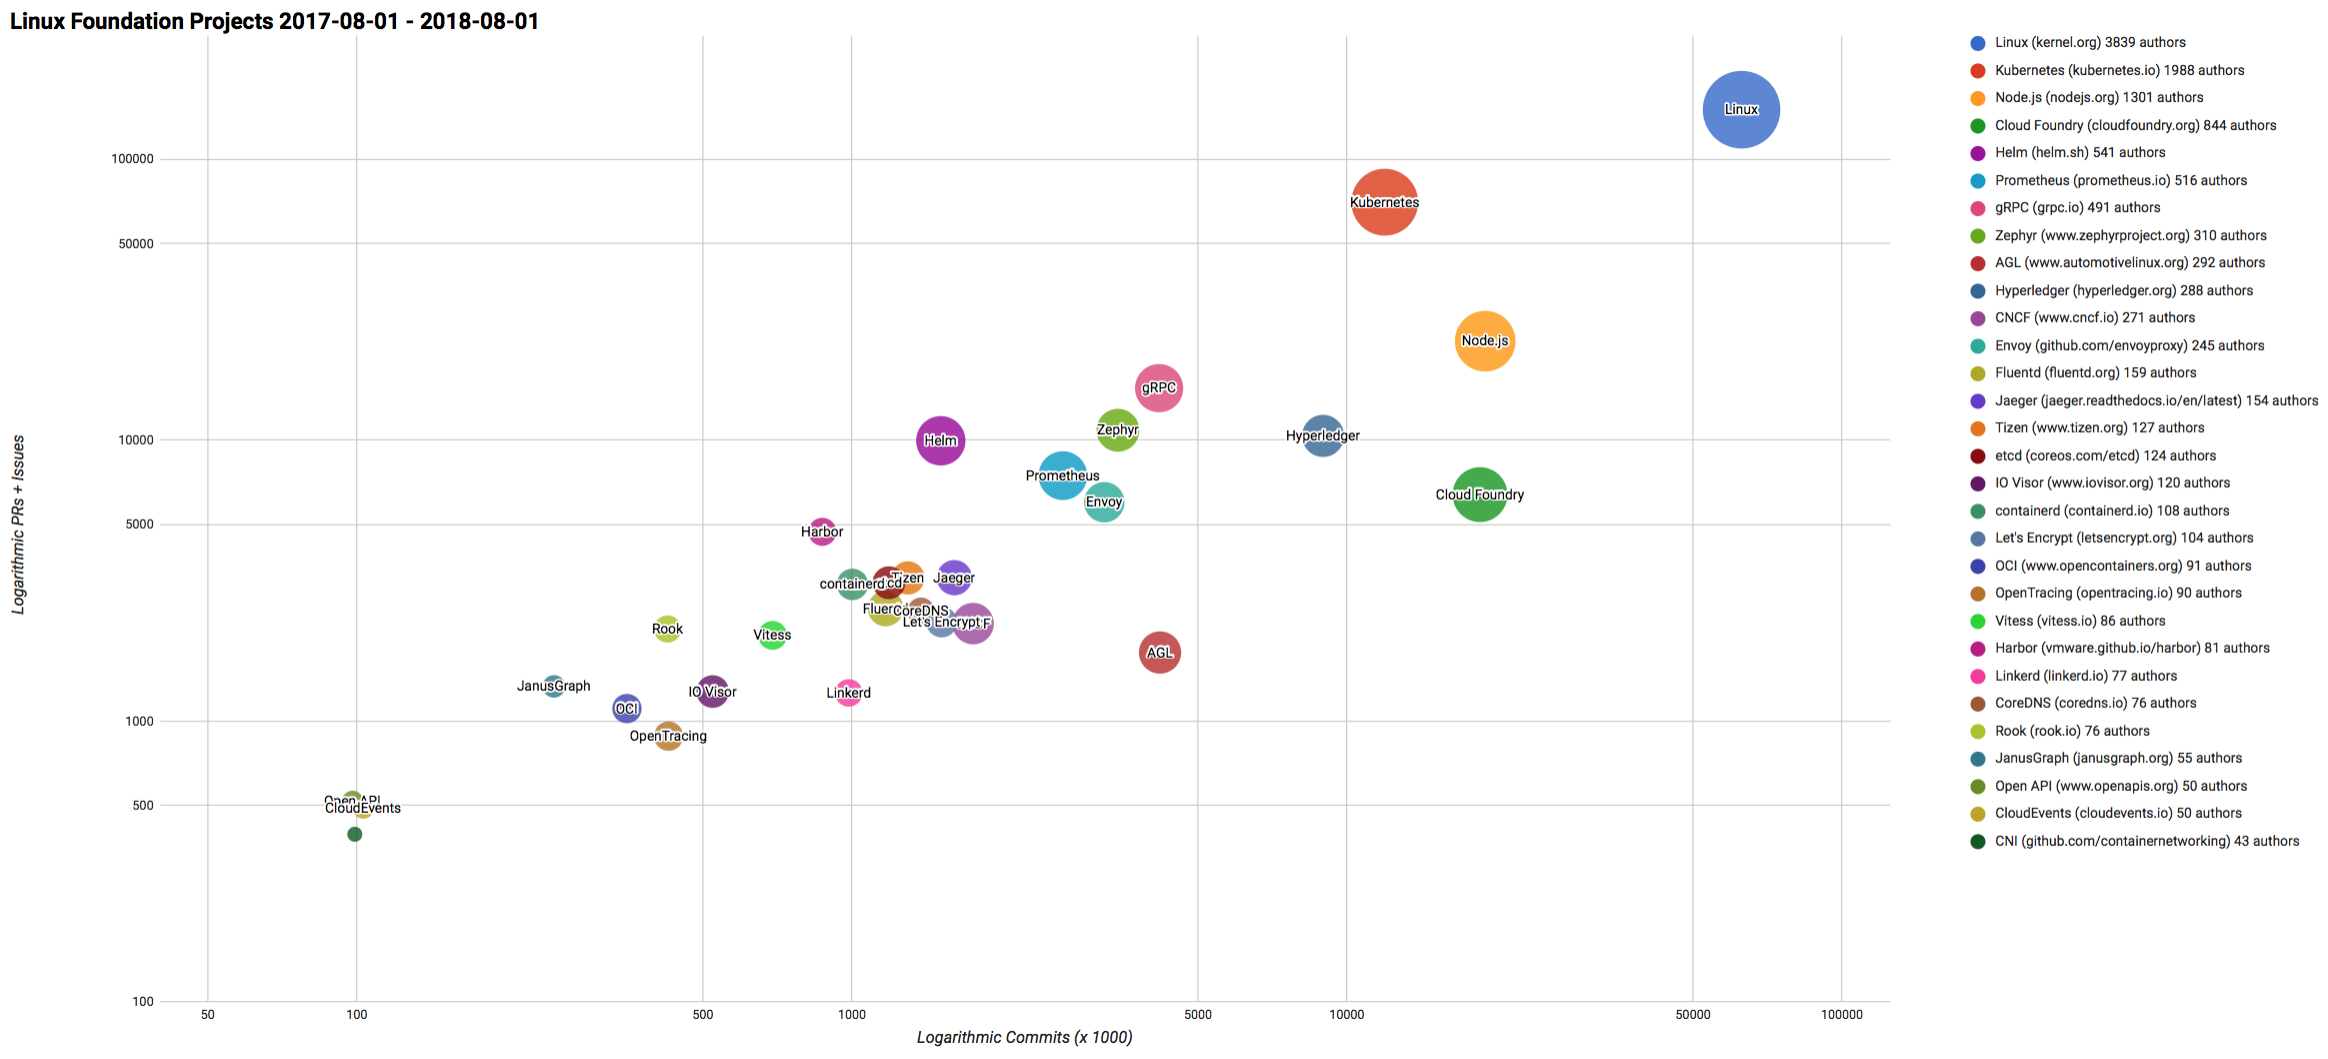 Linux Foundation Projects 2017-08-01 - 2018-08-01
Logarithmic PRs + Issues
100000
50000
10000
5000
1000
500
100
Linux
Kubernetes
Node.js
gRPC
Zephyr
Hyperledger
Helm
Prometheus
Cloud Foundry
Envoy
Harbor
Tizen
Jaeger
containerd
cd
CoreDNS
Let's Encrypt
F
Rook
Vitess
AGL
JanusGraph
IO Visor
Linkerd
OCI
OpenTracing
Open API
CloudEvents
50
100
500
1000
5000
10000
50000
100000
Logarithmic Commits (x 1000)
Linux (kernel.org) 3839 authors
Kubernetes (kubernetes.io) 1988 authors
Node.js (nodejs.org) 1301 authors
Cloud Foundry (cloudfoundry.org) 844 authors
Helm (helm.sh) 541 authors
Prometheus (prometheus.io) 516 authors
gRPC (grpc.io) 491 authors
Zephyr (www.zephyrproject.org) 310 authors
AGL (www.automotivelinux.org) 292 authors
Hyperledger (hyperledger.org) 288 authors
CNCF (www.cncf.io) 271 authors
Envoy (github.com/envoyproxy) 245 authors
Fluentd (fluentd.org) 159 authors
Jaeger (jaeger.readthedocs.io/en/latest) 154 authors
Tizen (www.tizen.org) 127 authors
etcd (coreos.com/etcd) 124 authors
IO Visor (www.iovisor.org) 120 authors
containerd (containerd.io) 108 authors
Let's Encrypt (letsencrypt.org) 104 authors
OCI (www.opencontainers.org) 91 authors
OpenTracing (opentracing.io) 90 authors
Vitess (vitess.io) 86 authors
Harbor (vmware.github.io/harbor) 81 authors
Linkerd (linkerd.io) 77 authors
CoreDNS (coredns.io) 76 authors
Rook (rook.io) 76 authors
JanusGraph (janusgraph.org) 55 authors
Open API (www.openapis.org) 50 authors
CloudEvents (cloudevents.io) 50 authors
CNI (github.com/containernetworking) 43 authors